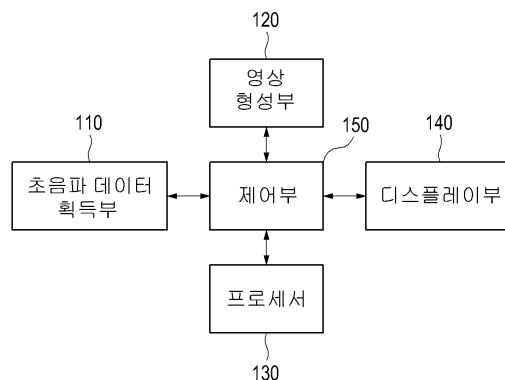 120
영상
형성부
110
150
140
초음파 데이터
획득부
제어부
디스플레이부
프로세서
130